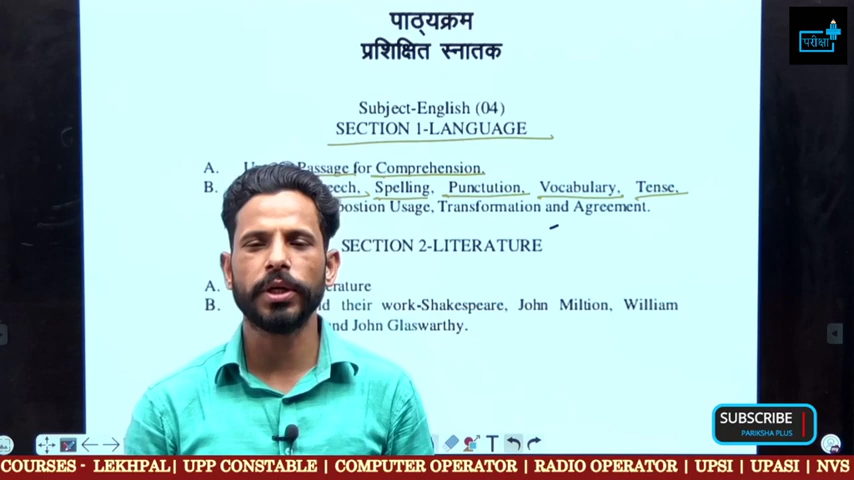 पाठ्यक्रम
प्रशिक्षित स्नातक
परीक्षा
Subject-English (04)
SECTION 1-LANGUAGE
A. Passage for Comprehension.
B. Spelling, Punctution, Vocabulary, Tense,
Usage, Transformation and Agreement.
SECTION 2-LITERATURE
A.
B. their work-Shakespeare, John Miltion, William
and John Glaswarthy.
SUBSCRIBE
PARIKSHA PLUS
T
COURSES - LEKHPAL| UPP CONSTABLE | COMPUTER OPERATOR | RADIO OPERATOR | UPSI | UPASI | NVS